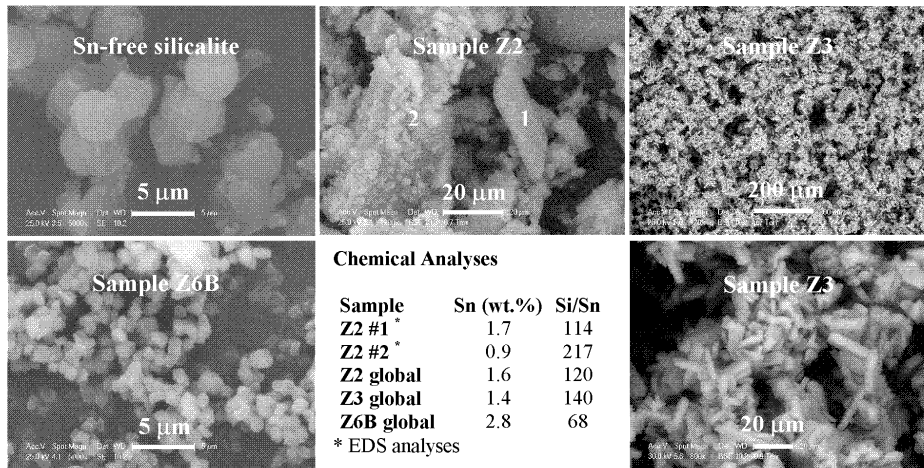 Sn-free silicalite
5 µm
Sample Z2
2
1
20 µm
Sample Z3
200 µm
Sample Z6B
5 µm
Chemical Analyses
Sample Sn (wt.%) Si/Sn
Z2 #1 * 1.7 114
Z2 #2 * 0.9 217
Z2 global 1.6 120
Z3 global 1.4 140
Z6B global 2.8 68
* EDS analyses
Sample Z3
20 µm